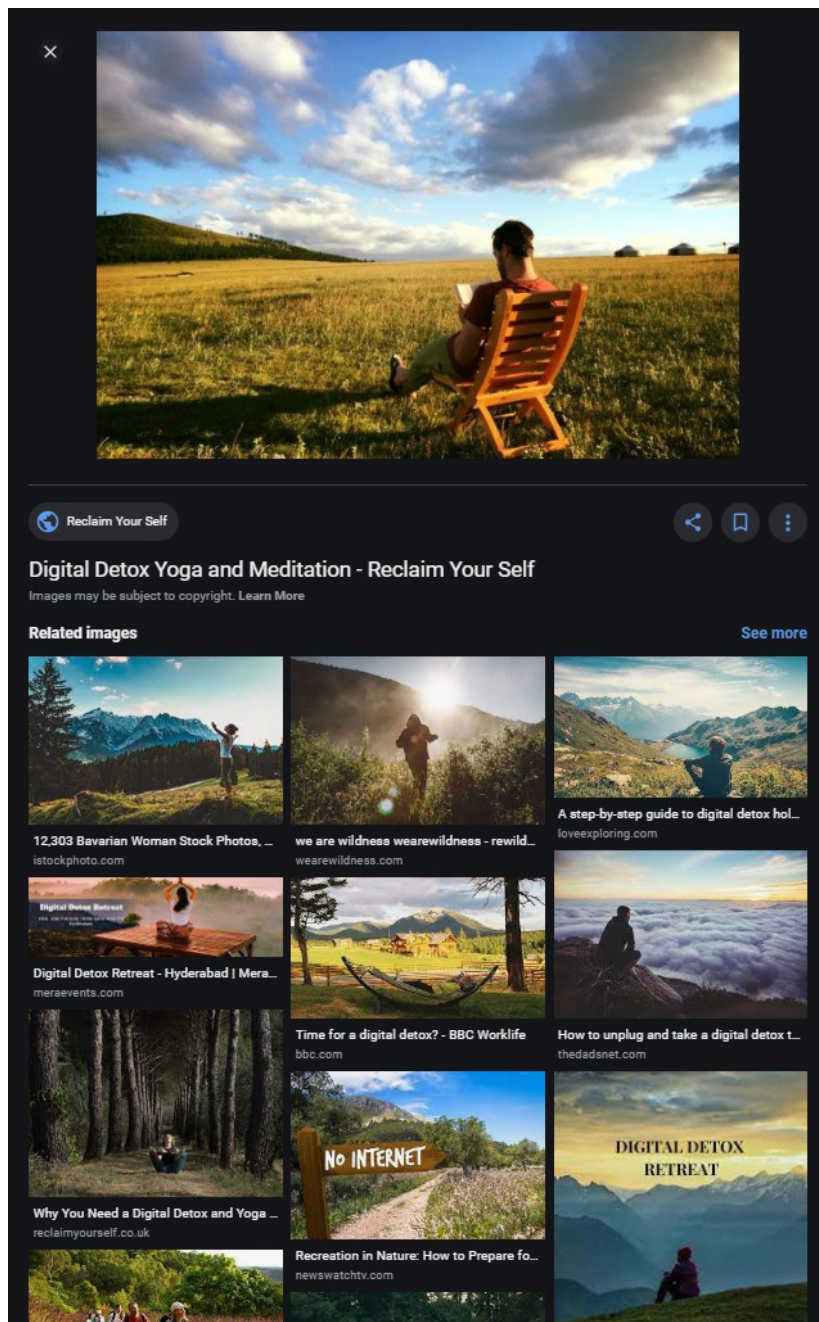 Reclaim Your Self
Digital Detox Yoga and Meditation - Reclaim Your Self
Images may be subject to copyright. Learn More
Related images
See more
12,303 Bavarian Woman Stock Photos, ...
istockphoto.com
we are wildness wearewildness - rewild...
wearewildness.com
A step-by-step guide to digital detox hol...
loveexploring.com
Digital Detox Retreat
Digital Detox Retreat - Hyderabad | Mera...
meraevents.com
Time for a digital detox? - BBC Worklife
bbc.com
How to unplug and take a digital detox t...
thedadsnet.com
Why You Need a Digital Detox and Yoga ...
reclaimyourself.co.uk
NO INTERNET
Recreation in Nature: How to Prepare fo...
newswatchtv.com
DIGITAL DETOX
RETREAT